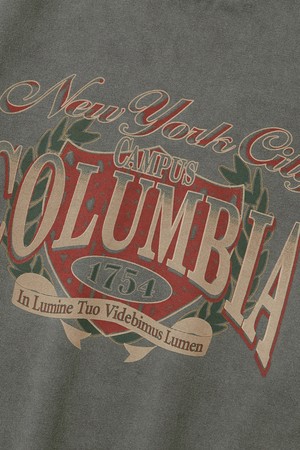 New York City
CAMPUS
COLUMBIA
1754
In Lumine Tuo Videbimus Lumen